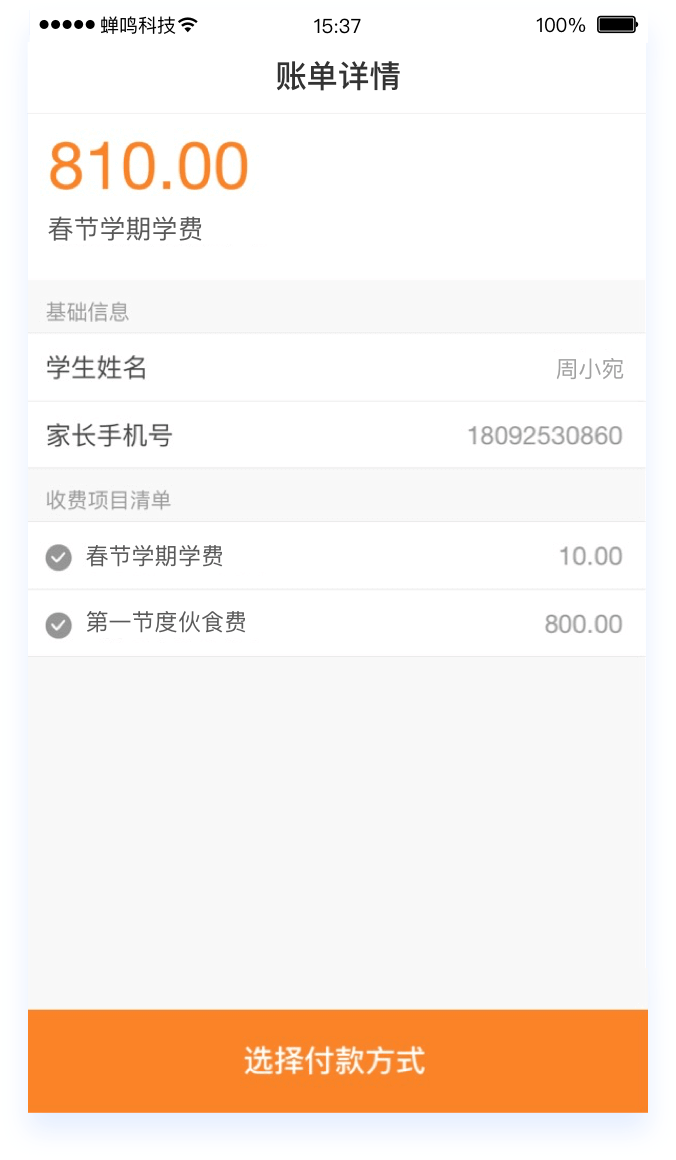 蝉鸣科技 15:37 100%
账单详情
810.00
春节学期学费
基础信息
学生姓名 周小宛
家长手机号 18092530860
收费项目清单
春节学期学费 10.00
第一节度伙食费 800.00
选择付款方式